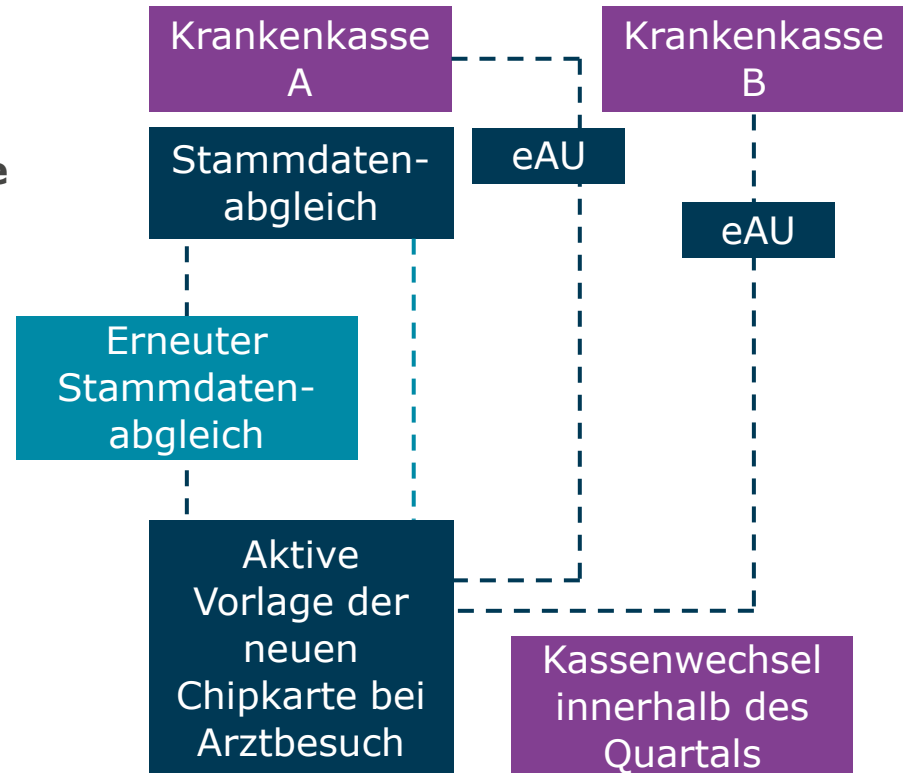 Krankenkasse
A
Krankenkasse
B
e
Stammdaten-
abgleich
eAU
eAU
Erneuter
Stammdaten-
abgleich
Aktive
Vorlage der
neuen
Chipkarte bei
Arztbesuch
Kassenwechsel
innerhalb des
Quartals